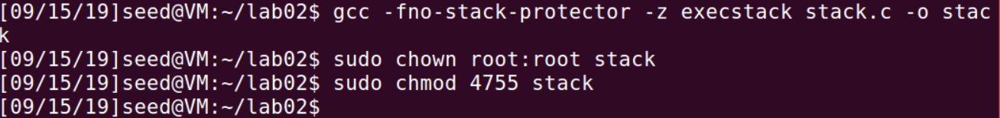 [09/15/19]seed@VM:~/lab02$ gcc -fno-stack-protector -z execstack stack.c -o stac
k
[09/15/19]seed@VM:~/lab02$ sudo chown root:root stack
[09/15/19]seed@VM:~/lab02$ sudo chmod 4755 stack
[09/15/19]seed@VM:~/lab02$